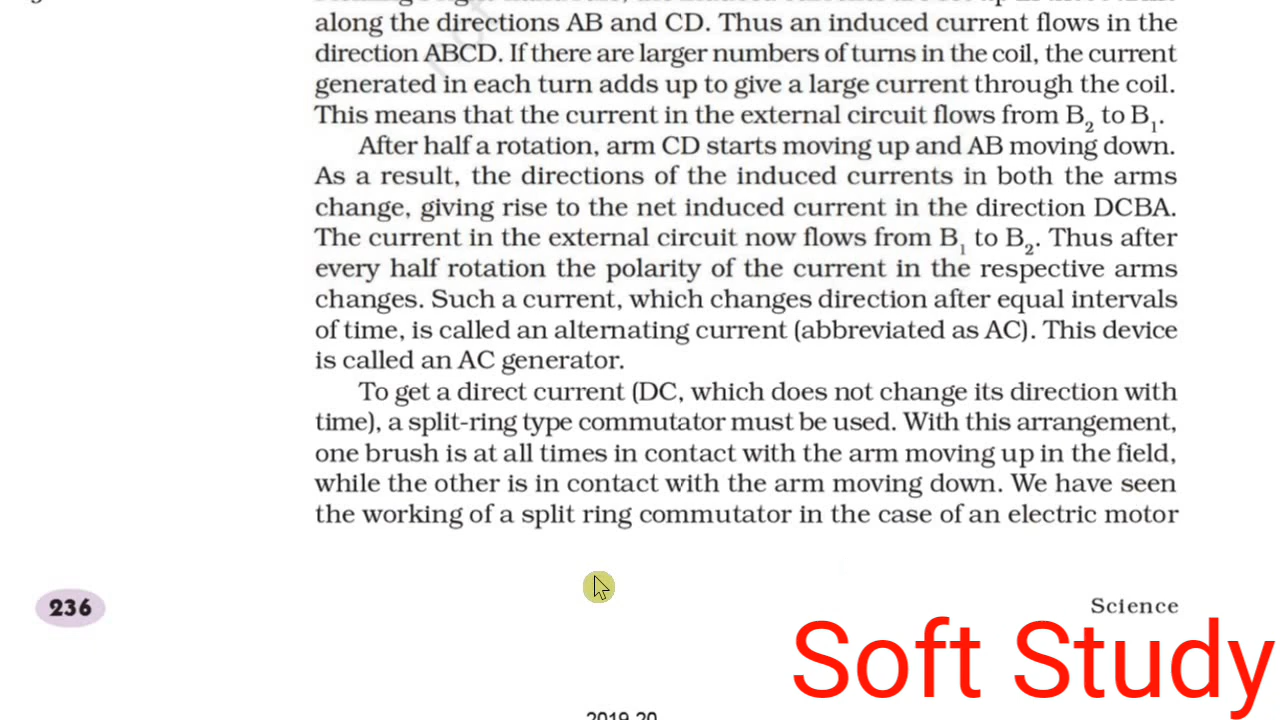 along the directions AB and CD. Thus an induced current flows in the
direction ABCD. If there are larger numbers of turns in the coil, the current
generated in each turn adds up to give a large current through the coil.
This means that the current in the external circuit flows from B2 to B1.
After half a rotation, arm CD starts moving up and AB moving down.
As a result, the directions of the induced currents in both the arms
change, giving rise to the net induced current in the direction DCBA.
The current in the external circuit now flows from B1 to B2. Thus after
every half rotation the polarity of the current in the respective arms
changes. Such a current, which changes direction after equal intervals
of time, is called an alternating current (abbreviated as AC). This device
is called an AC generator.
To get a direct current (DC, which does not change its direction with
time), a split-ring type commutator must be used. With this arrangement,
one brush is at all times in contact with the arm moving up in the field,
while the other is in contact with the arm moving down. We have seen
the working of a split ring commutator in the case of an electric motor
236
Science
Soft Study
2019-20